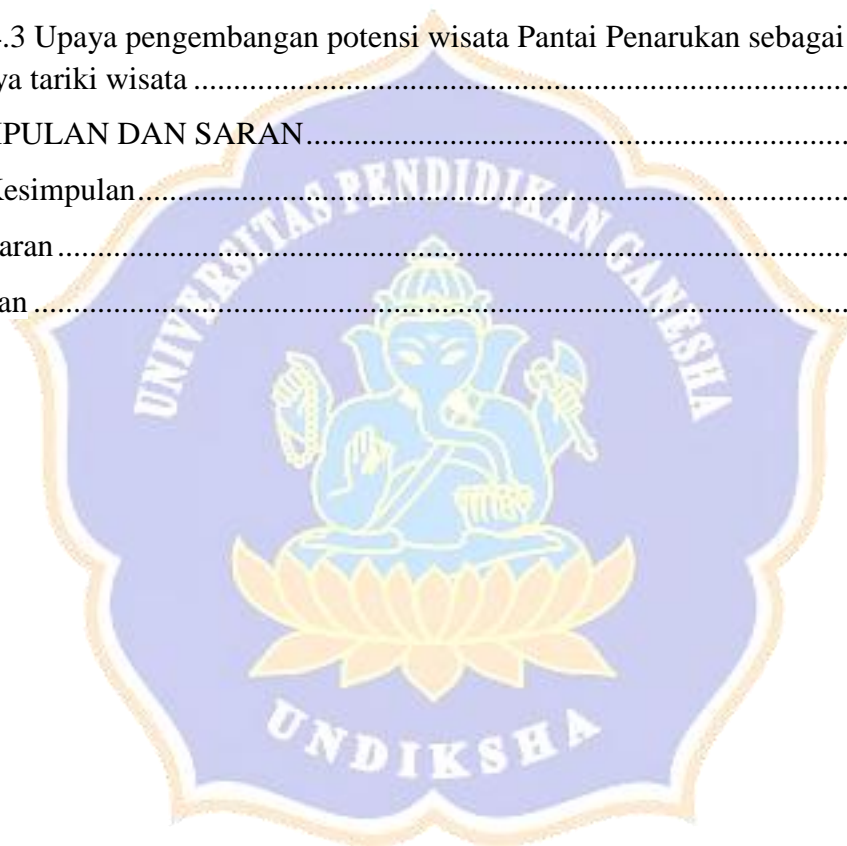 .3 Upaya pengembangan potensi wisata Pantai Penarukan sebagai
ya tariki wisata ........................................................................................
IPULAN DAN SARAN........................................................................
Kesimpulan.............................................................................................
aran ........................................................................................................
an ...........................................................................................................
UNIVERSITAS PENDIDIKAN GANESHA
UNDIKSHA